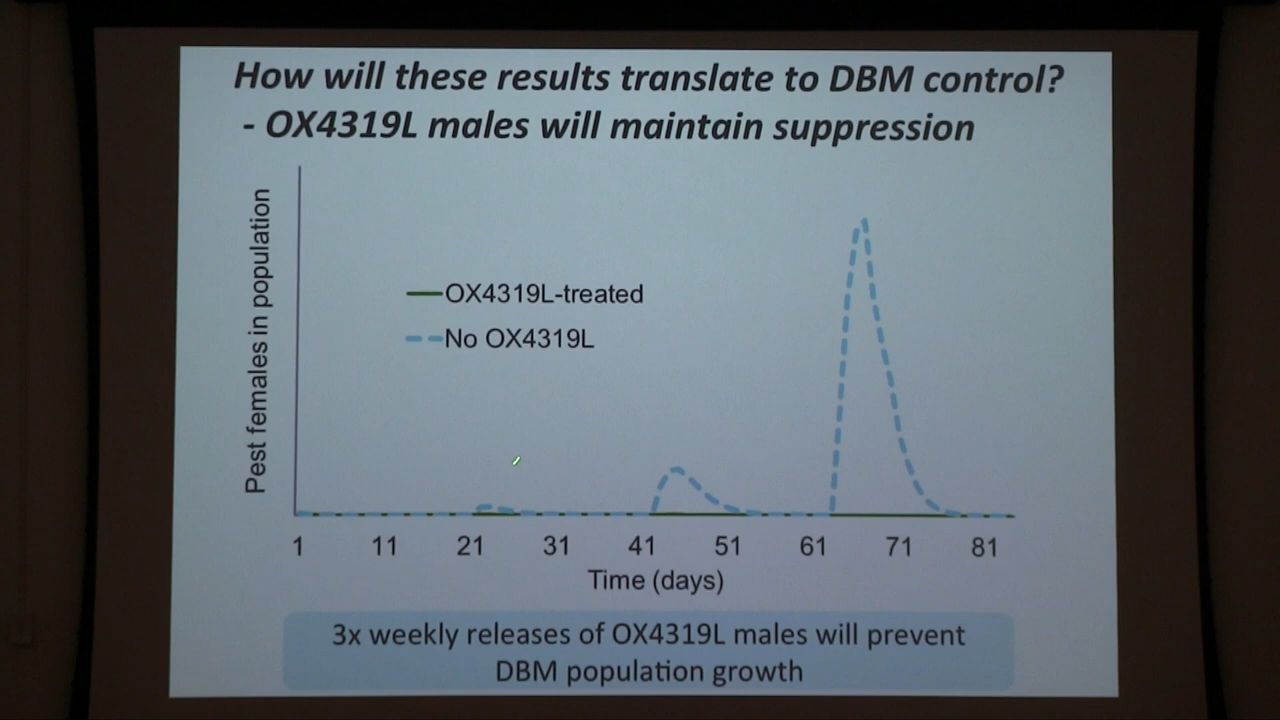 How will these results translate to DBM control?
- OX4319L males will maintain suppression
Pest females in population
OX4319L-treated
No OX4319L
1 11 21 31 41 51 61 71 81
Time (days)
3x weekly releases of OX4319L males will prevent
DBM population growth